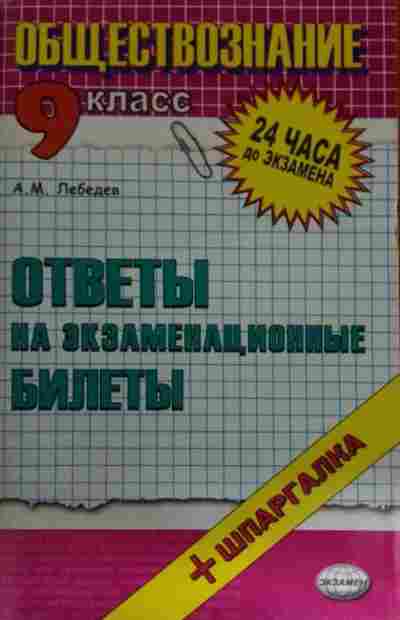 ОБЩЕСТВОЗНАНИЕ
9 класс
24 ЧАСА
ДО ЭКЗАМЕНА
А.М. Лебедев
ОТВЕТЫ
НА ЭКЗАМЕНАЦИОННЫЕ
БИЛЕТЫ
+ ШПАРГАЛКА
ЭКЗАМЕН